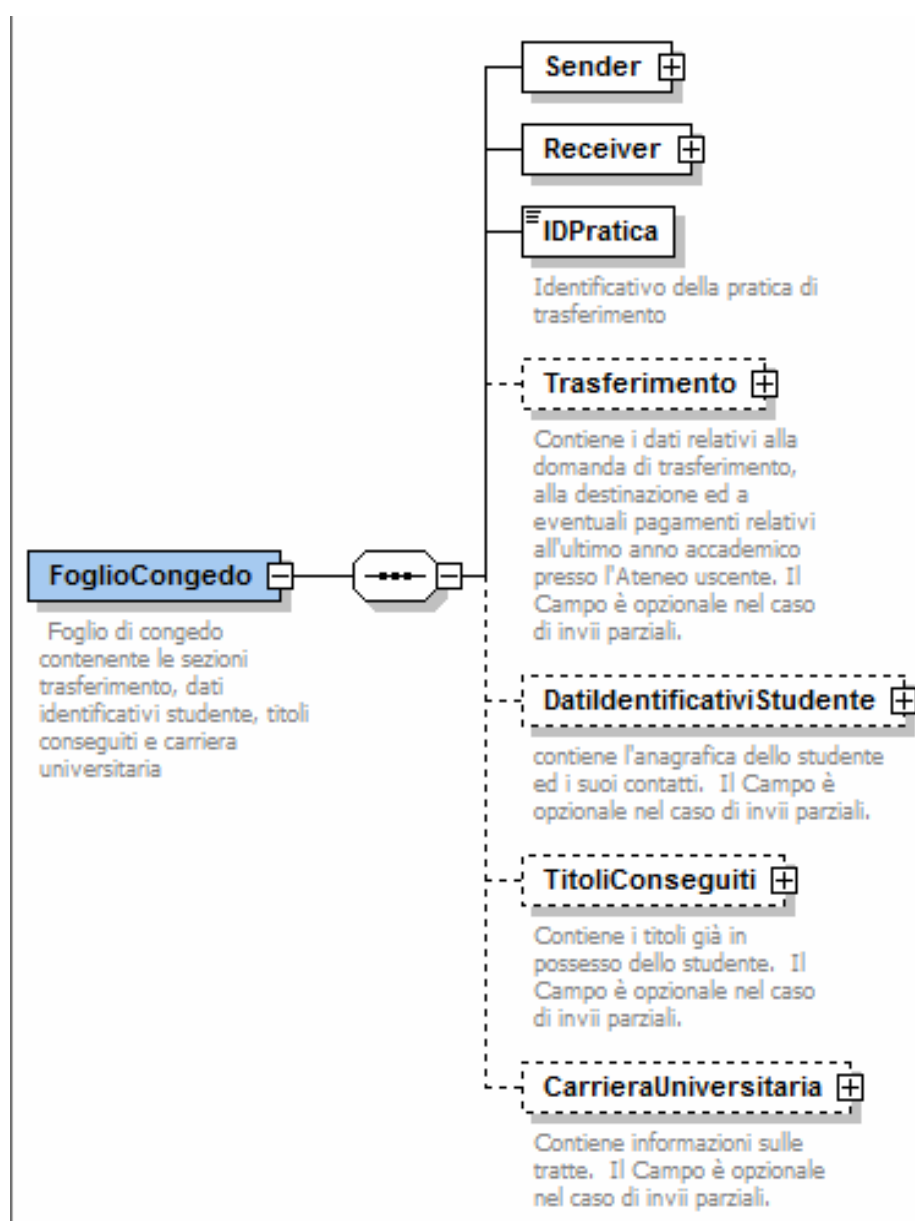 Sender
Receiver
IDPratica
Identificativo della pratica di
trasferimento
Trasferimento
Contiene i dati relativi alla
domanda di trasferimento,
alla destinazione ed a
eventuali pagamenti relativi
all'ultimo anno accademico
presso l'Ateneo uscente. Il
Campo è opzionale nel caso
di invii parziali.
FoglioCongedo
Foglio di congedo
contenente le sezioni
trasferimento, dati
identificativi studente, titoli
conseguiti e carriera
universitaria
DatiIdentificativiStudente
contiene l'anagrafica dello studente
ed i suoi contatti. Il Campo è
opzionale nel caso di invii parziali.
TitoliConseguiti
Contiene i titoli già in
possesso dello studente. Il
Campo è opzionale nel caso
di invii parziali.
CarrieraUniversitaria
Contiene informazioni sulle
tratte. Il Campo è opzionale
nel caso di invii parziali.